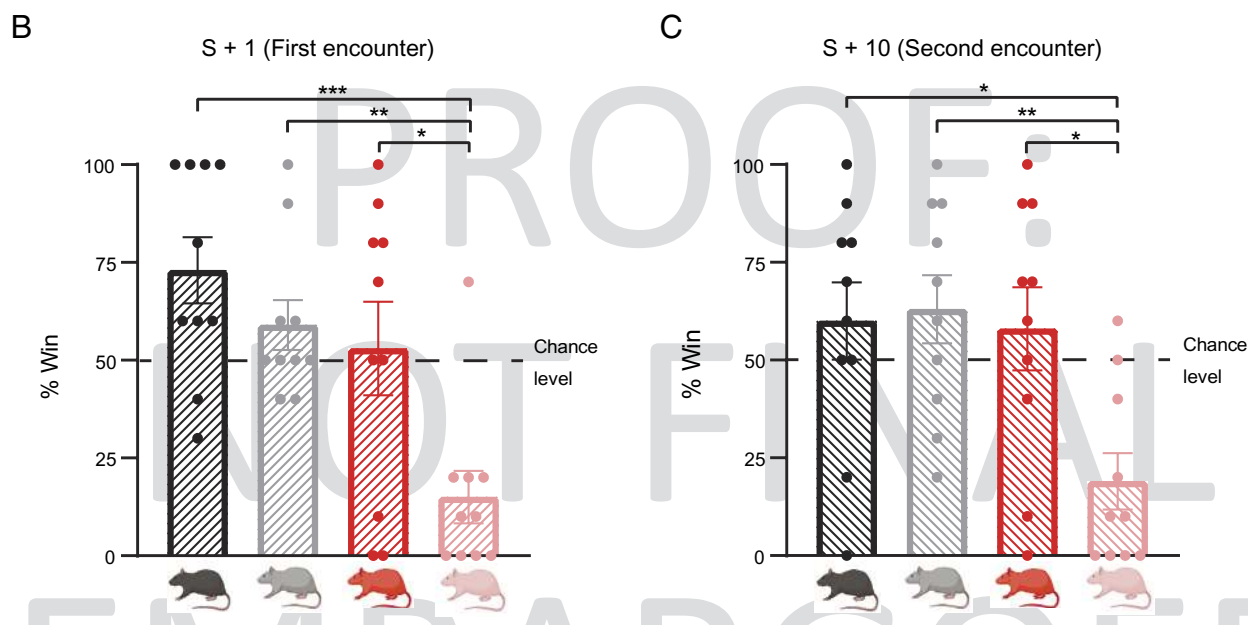 B
S + 1 (First encounter)
***
**
*
100
75
50
25
0
% Win
Chance
level
C
S + 10 (Second encounter)
*
**
*
100
75
50
25
0
% Win
Chance
level
PROOF:
NOT FINAL